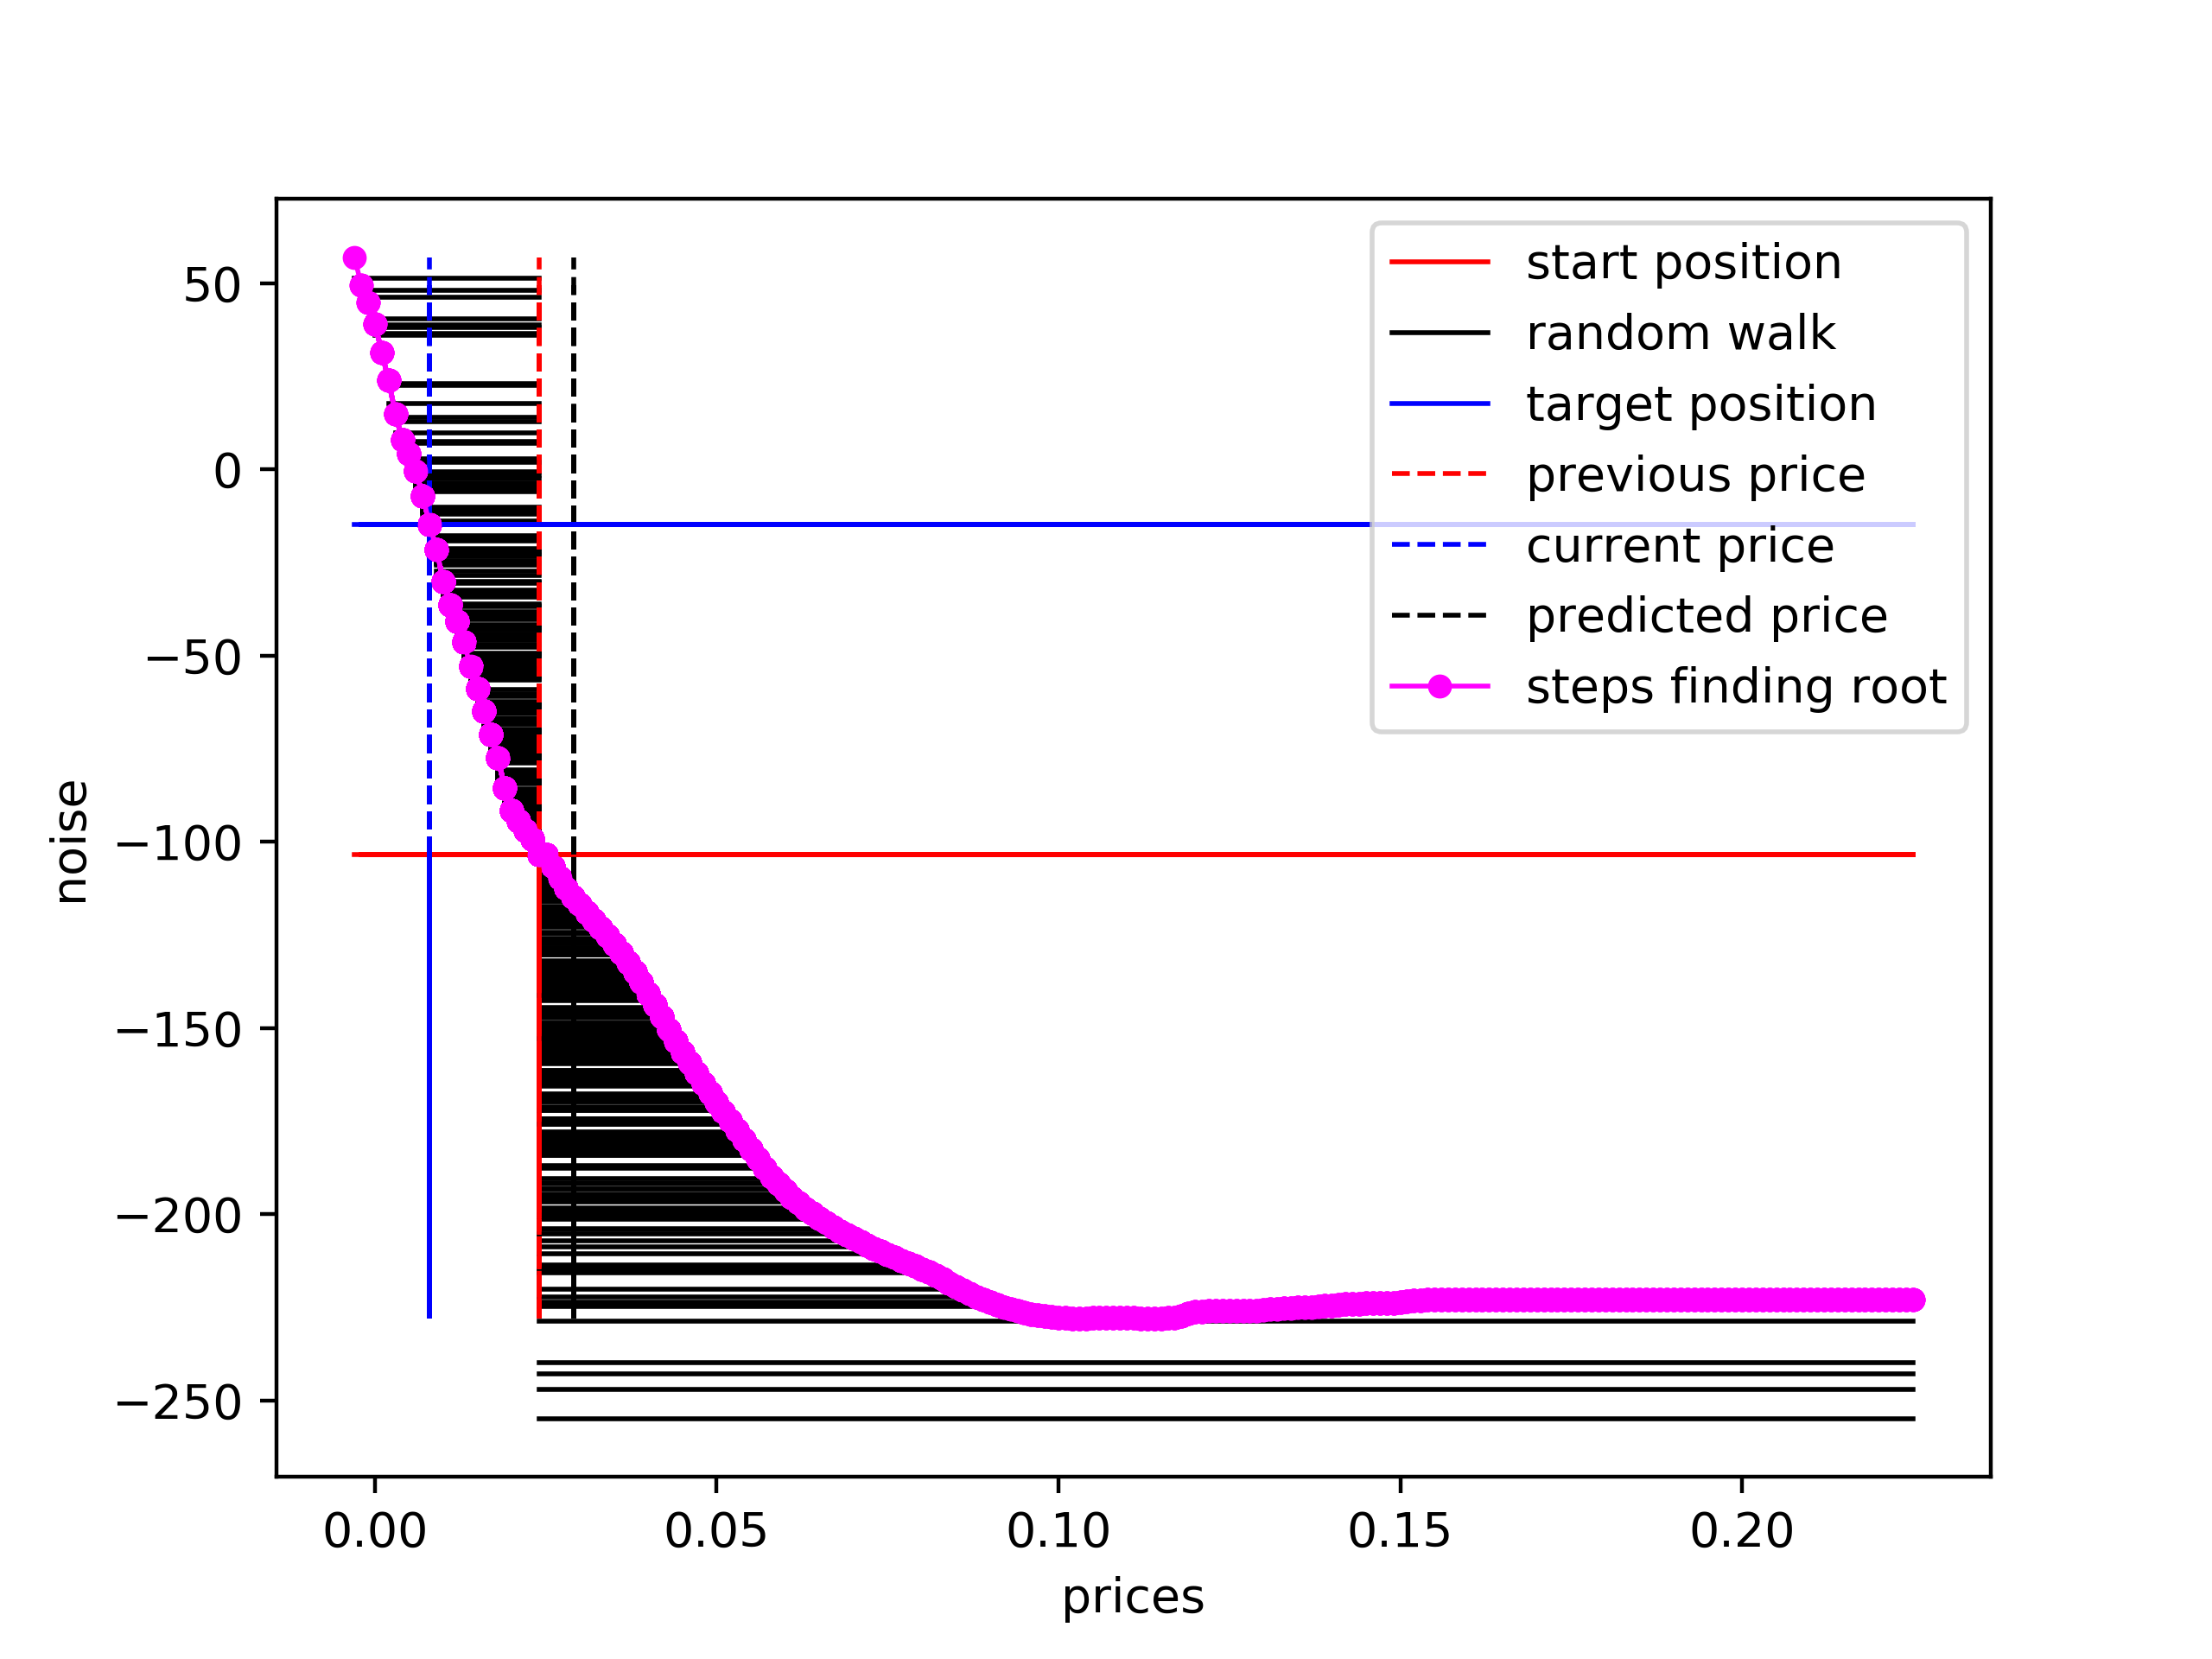 start position
random walk
target position
previous price
current price
predicted price
steps finding root
50
0
−50
−100
−150
−200
−250
noise
0.00 0.05 0.10 0.15 0.20
prices